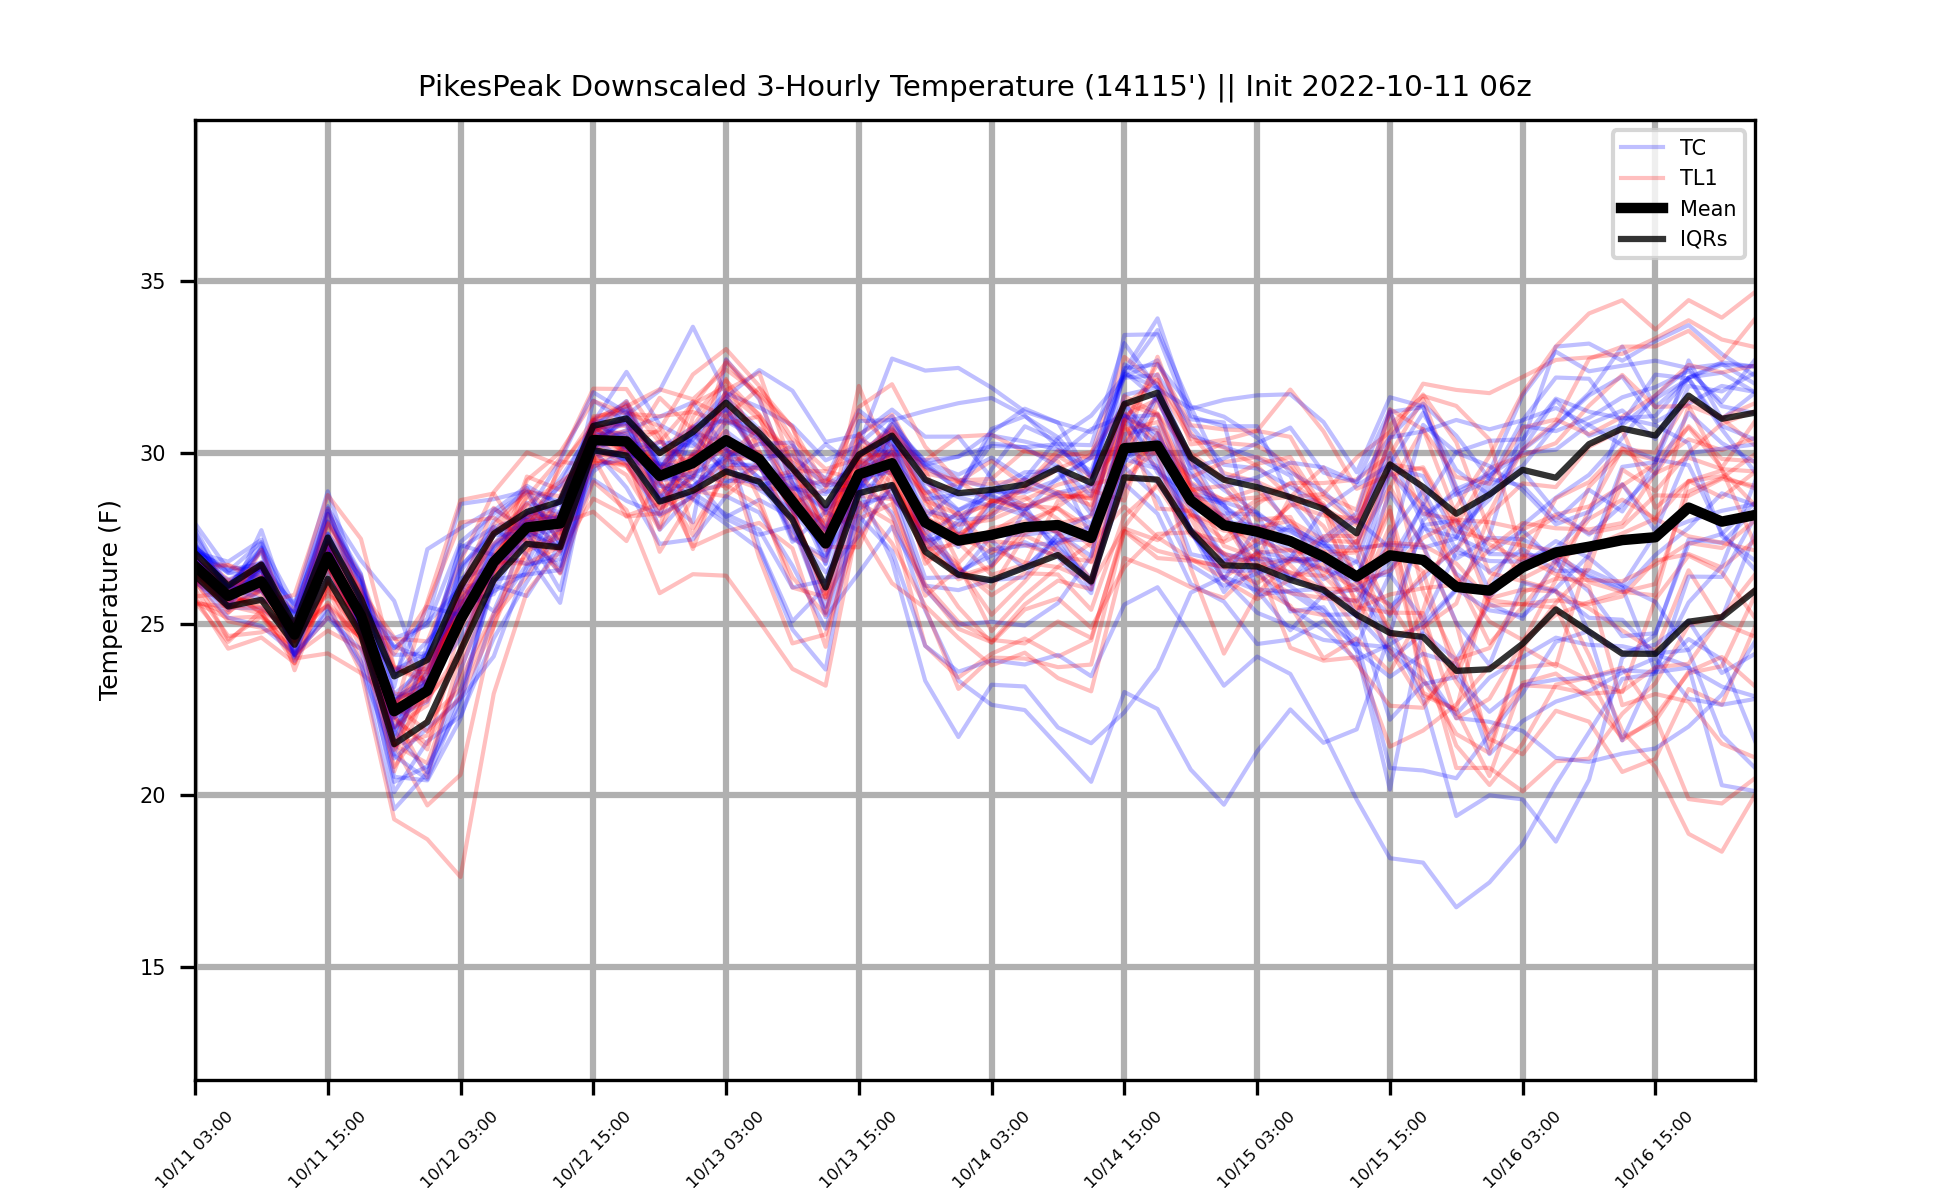 PikesPeak Downscaled 3-Hourly Temperature (14115') || Init 2022-10-11 06z
TC
TL1
Mean
IQRs
Temperature (F)
35
30
25
20
15
10/11 03:00
10/11 15:00
10/12 03:00
10/12 15:00
10/13 03:00
10/13 15:00
10/14 03:00
10/14 15:00
10/15 03:00
10/15 15:00
10/16 03:00
10/16 15:00